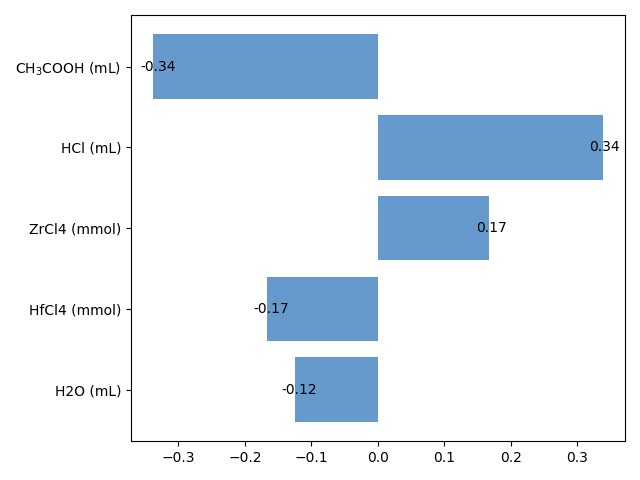 CH₃COOH (mL)
-0.34
HCl (mL)
0.34
ZrCl4 (mmol)
0.17
HfCl4 (mmol)
-0.17
H2O (mL)
-0.12
−0.3 −0.2 −0.1 0.0 0.1 0.2 0.3